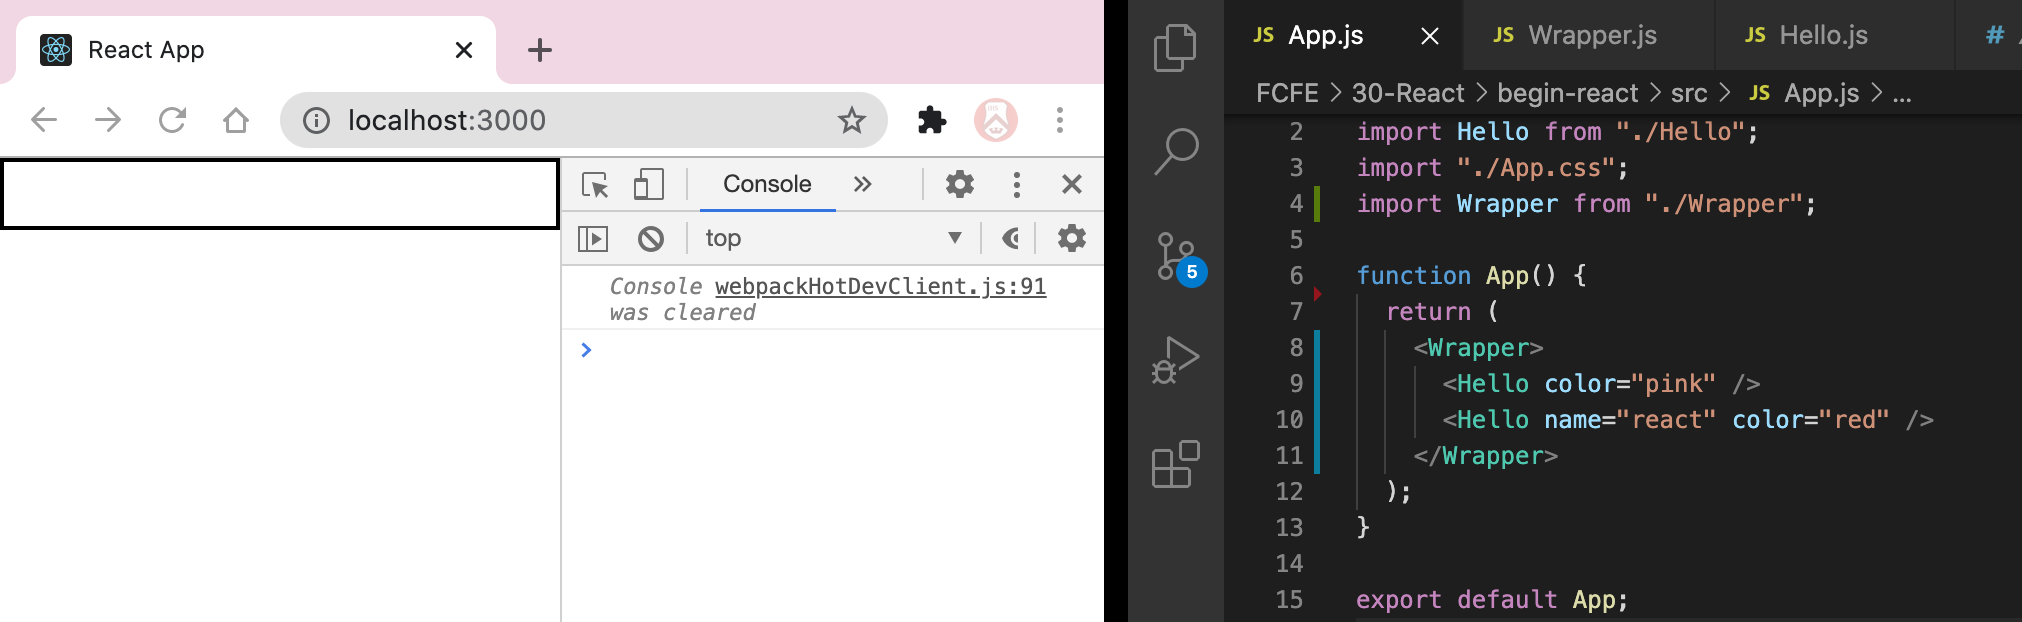 React App
localhost:3000
Console
top
Console webpackHotDevClient.js:91
was cleared
JS App.js
JS Wrapper.js
JS Hello.js
#
FCFE > 30-React > begin-react > src > JS App.js > ...
5
2 import Hello from "./Hello";
3 import "./App.css";
4 import Wrapper from "./Wrapper";
5
6 function App() {
7 return (
8 <Wrapper>
9 <Hello color="pink" />
10 <Hello name="react" color="red" />
11 </Wrapper>
12 );
13 }
14
15 export default App;